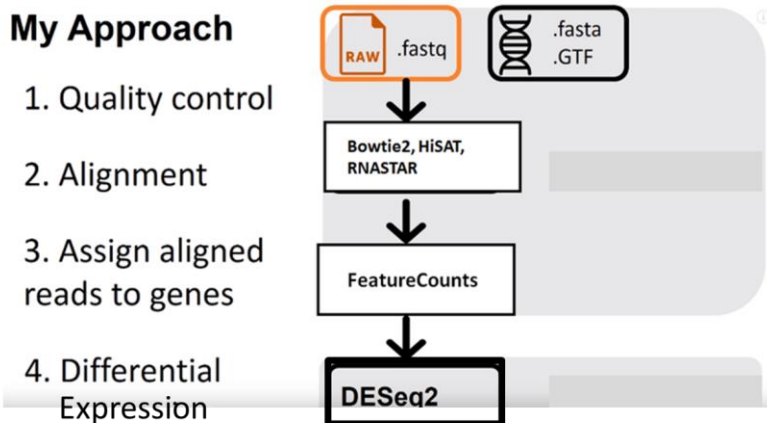 My Approach
1. Quality control
2. Alignment
3. Assign aligned
reads to genes
4. Differential
Expression
RAW .fastq
.fasta
.GTF
Bowtie2, HiSAT,
RNASTAR
FeatureCounts
DESeq2